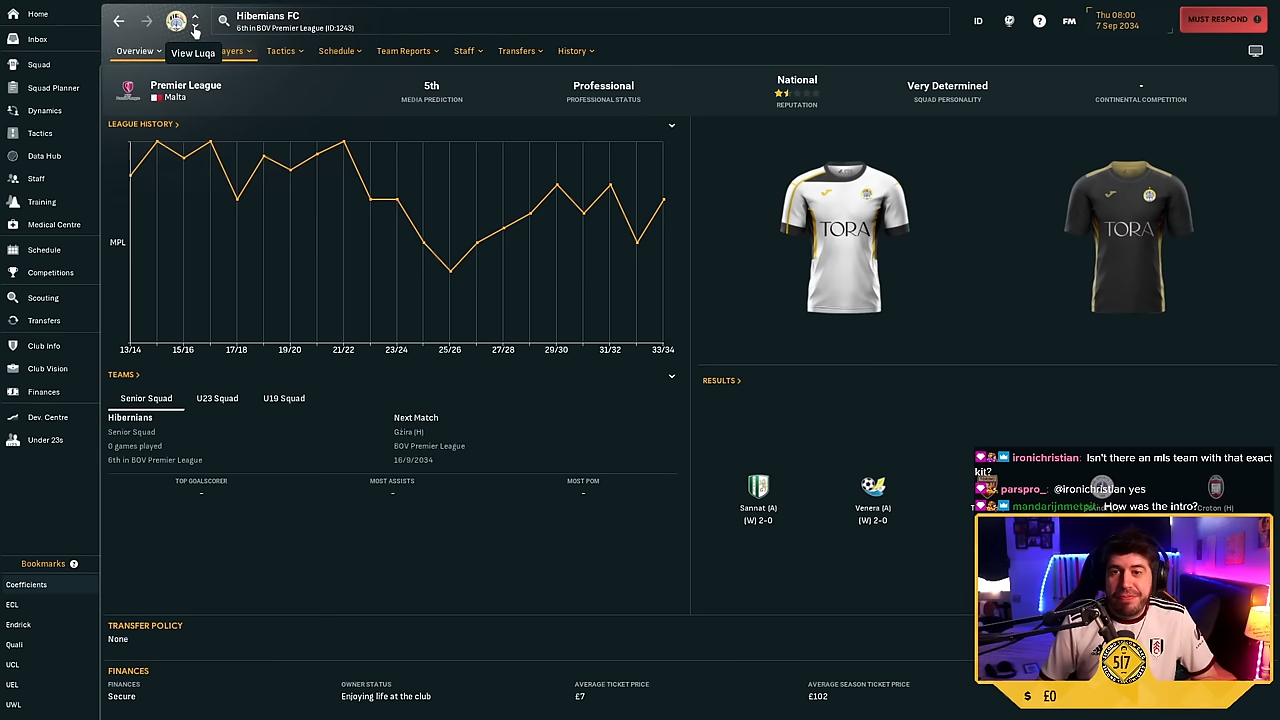 Home
Inbox
Squad
Squad Planner
Dynamics
Tactics
Data Hub
Staff
Training
Medical Centre
Schedule
Competitions
Scouting
Transfers
Club Info
Club Vision
Finances
Dev. Centre
Under 23s
Bookmarks ?
Coefficients
ECL
Endrick
Quali
UCL
UEL
UWL
Hibernians FC
6th in BOV Premier League (ID:1243)
ID
?
FM
Thu 08:00
7 Sep 2034
MUST RESPOND
Overview
View Luqa
ayers
Tactics
Schedule
Team Reports
Staff
Transfers
History
Premier League
Malta
5th
MEDIA PREDICTION
Professional
PROFESSIONAL STATUS
National
REPUTATION
Very Determined
SQUAD PERSONALITY
-
CONTINENTAL COMPETITION
LEAGUE HISTORY >
MPL
13/14 15/16 17/18 19/20 21/22 23/24 25/26 27/28 29/30 31/32 33/34
TORA
TORA
TEAMS >
Senior Squad U23 Squad U19 Squad
Hibernians
Senior Squad
0 games played
6th in BOV Premier League
Next Match
Gżira (H)
BOV Premier League
16/9/2034
TOP GOALSCORER
-
MOST ASSISTS
-
MOST POM
-
RESULTS >
Sannat (A)
(W) 2-0
Venera (A)
(W) 2-0
Croton (H)
ironichristian: Isn't there an mls team with that exact
kit?
parspro_: @ironichristian yes
How was the intro?
517
$ £0
TRANSFER POLICY
None
FINANCES
FINANCES
Secure
OWNER STATUS
Enjoying life at the club
AVERAGE TICKET PRICE
£7
AVERAGE SEASON TICKET PRICE
£102